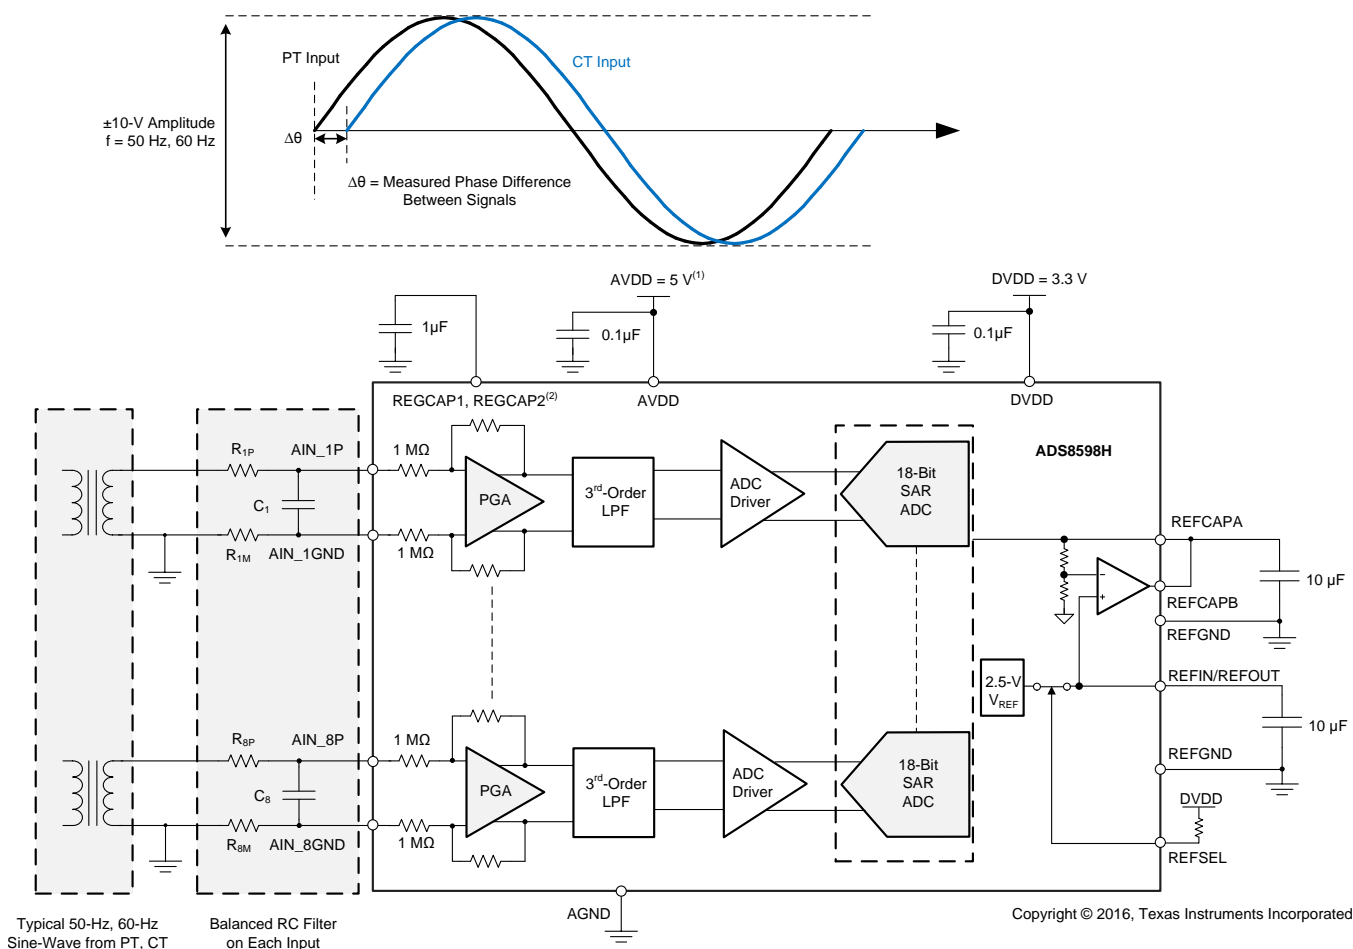 PT Input
CT Input
±10-V Amplitude
f = 50 Hz, 60 Hz
Δθ
Δθ = Measured Phase Difference
Between Signals
AVDD = 5 V(1)
DVDD = 3.3 V
1µF
0.1µF
0.1µF
REGCAP1, REGCAP2(2)
AVDD
DVDD
ADS8598H
R1P
AIN_1P
1 MΩ
PGA
3rd-Order
LPF
ADC
Driver
18-Bit
SAR
ADC
C1
R1M
AIN_1GND
1 MΩ
REFCAPA
10 µF
REFCAPB
REFGND
2.5-V
VREF
REFIN/REFOUT
10 µF
REFGND
R8P
AIN_8P
1 MΩ
PGA
3rd-Order
LPF
ADC
Driver
18-Bit
SAR
ADC
C8
R8M
AIN_8GND
1 MΩ
DVDD
REFSEL
AGND
Copyright © 2016, Texas Instruments Incorporated
Typical 50-Hz, 60-Hz
Sine-Wave from PT, CT
Balanced RC Filter
on Each Input